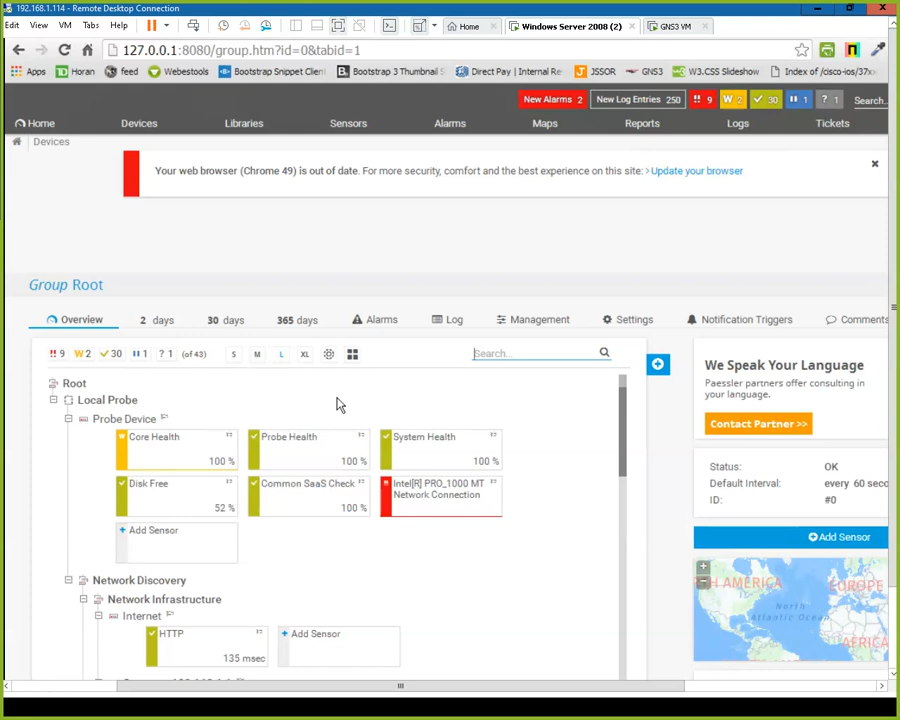 192.168.1.114 - Remote Desktop Connection
Edit View Tabs Help Home Windows Server 2008 (2) GNS3 VM
127.0.0.1:8080/group.htm?id=0&tabid=1
Apps Horan feed Webestools Bootstrap Snippet Client Bootstrap 3 Thumbnail S Direct Pay | Internal Re JSSOR GNS3 W3.CSS Slideshow Index of /cisco-ios/37xx
New Alarms 2 New Log Entries 250 !! 9 W 2 30 1 ? 1 Search...
Home Devices Libraries Sensors Alarms Maps Reports Logs Tickets
Devices
Your web browser (Chrome 49) is out of date. For more security, comfort and the best experience on this site: > Update your browser
Group Root
Overview 2 days 30 days 365 days Alarms Log Management Settings Notification Triggers Comments
!! 9 W 2 30 1 ? 1 (of 43) S M L XL Search...
Root
Local Probe
Probe Device
Core Health 100 % Probe Health 100 % System Health 100 %
Disk Free 52 % Common SaaS Check 100 % Intel[R] PRO_1000 MT Network Connection
Add Sensor
Network Discovery
Network Infrastructure
Internet
HTTP 135 msec Add Sensor
We Speak Your Language
Paessler partners offer consulting in
your language.
Contact Partner >>
Status: OK
Default Interval: every 60 seco
ID: #0
Add Sensor
TH AMERICA EUROPE
North
Atlantic Ocean